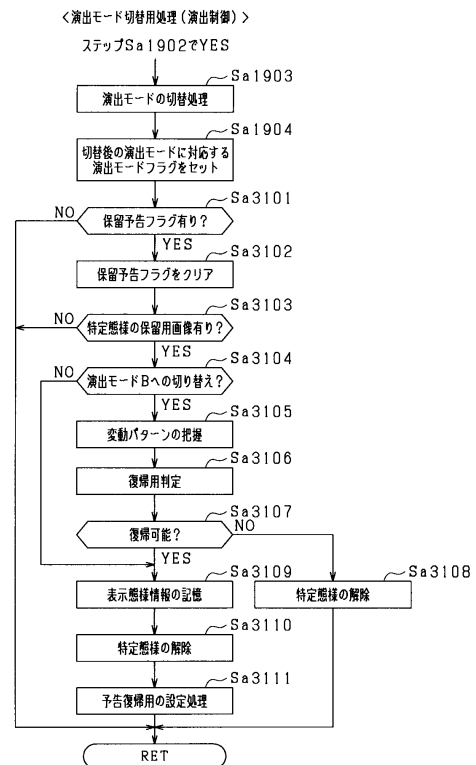 〈演出モード切替用処理(演出制御)〉
ステップSa1902でYES
Sa1903
演出モードの切替処理
Sa1904
切替後の演出モードに対応する
演出モードフラグをセット
Sa3101
NO
保留予告フラグ有り？
YES
Sa3102
保留予告フラグをクリア
Sa3103
NO
特定態様の保留用画像有り？
YES
Sa3104
NO
演出モードBへの切り替え？
YES
Sa3105
変動パターンの把握
Sa3106
復帰用判定
Sa3107
復帰可能？
NO
YES
Sa3109
表示態様情報の記憶
Sa3108
特定態様の解除
Sa3110
特定態様の解除
Sa3111
予告復帰用の設定処理
RET